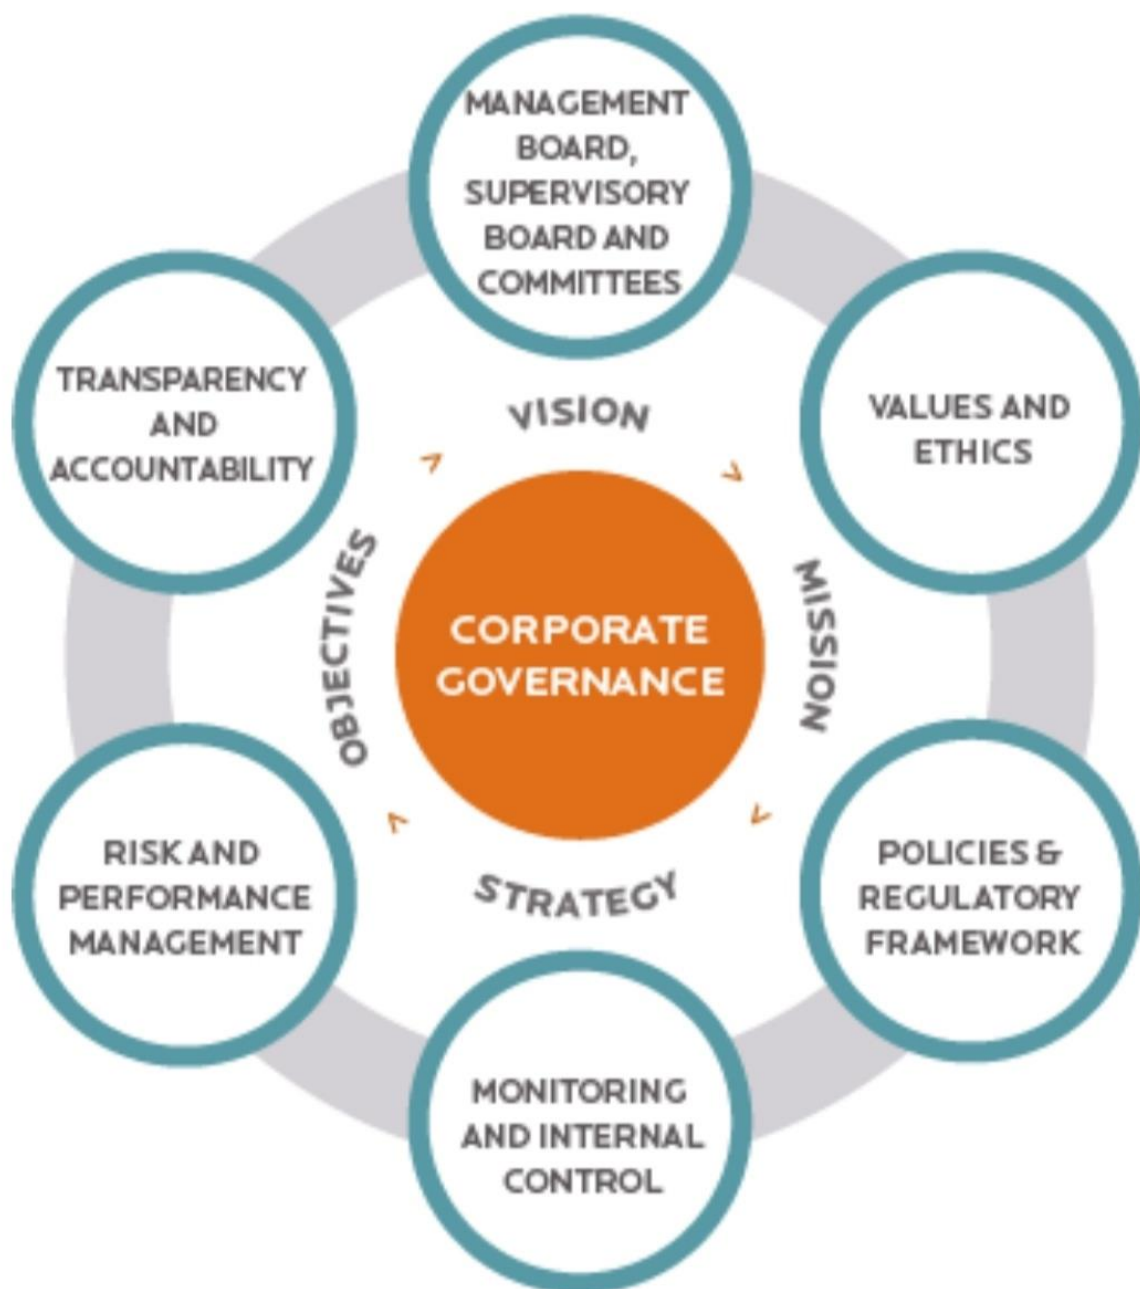 MANAGEMENT
BOARD,
SUPERVISORY
BOARD AND
COMMITTEES
VALUES AND
ETHICS
POLICIES &
REGULATORY
FRAMEWORK
MONITORING
AND INTERNAL
CONTROL
RISK AND
PERFORMANCE
MANAGEMENT
TRANSPARENCY
AND
ACCOUNTABILITY
VISION
MISSION
STRATEGY
OBJECTIVES
CORPORATE
GOVERNANCE